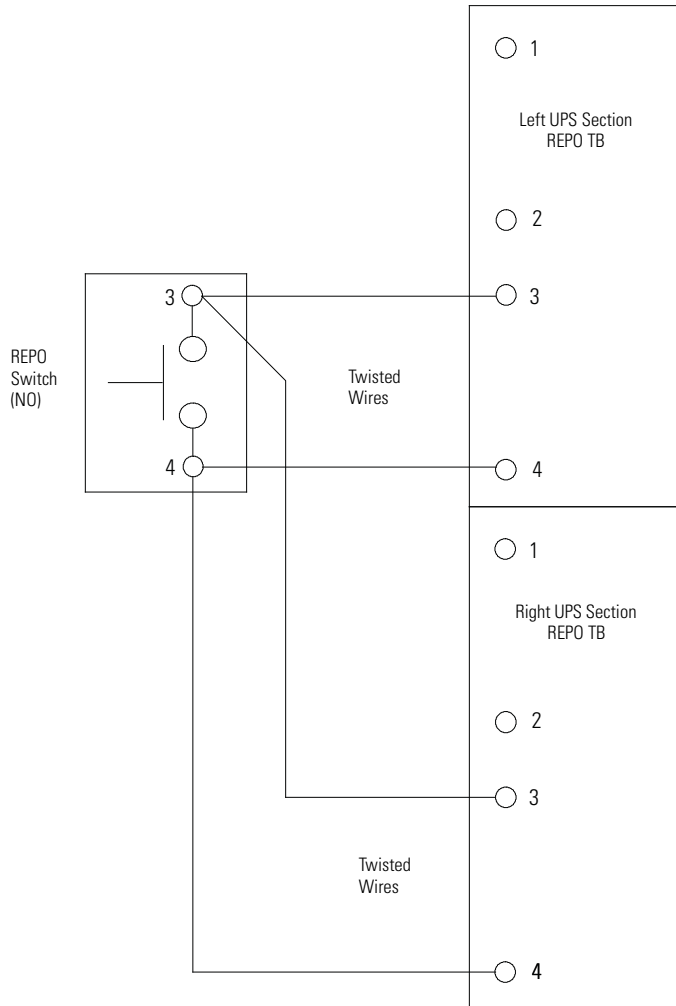 1
Left UPS Section
REPO TB
2
3
3
REPO
Switch
(NO)
Twisted
Wires
4
4
1
Right UPS Section
REPO TB
2
3
Twisted
Wires
4